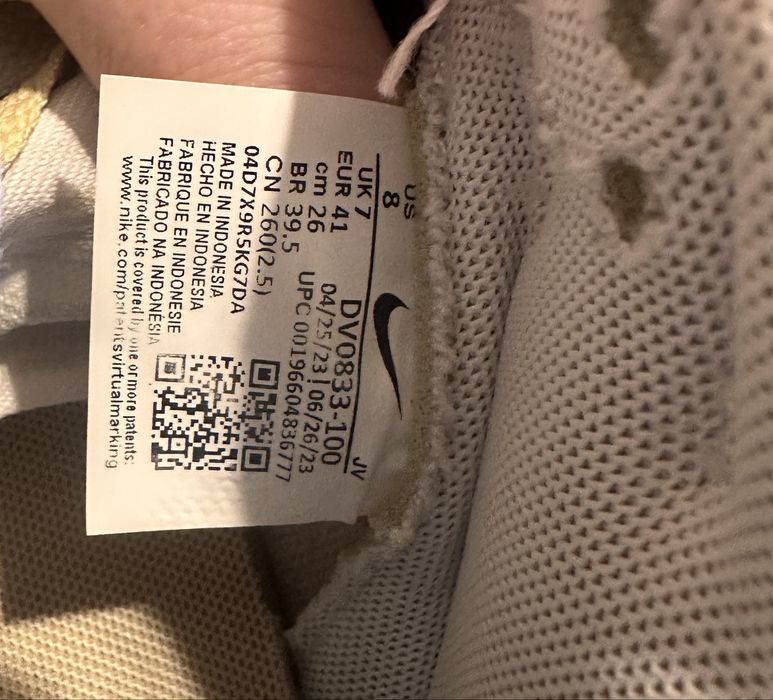 US
8
JV
UK 7
DV0833-100
EUR 41
04/25/23 | 06/26/23
cm 26
UPC 00196604836777
BR 39.5
CN 260(2.5)
04D7X9R5KG7DA
MADE IN INDONESIA
HECHO EN INDONESIA
FABRIQUE EN INDONESIE
FABRICADO NA INDONÉSIA
This product is covered by one or more patents:
www.nike.com/patentsvirtualmarking